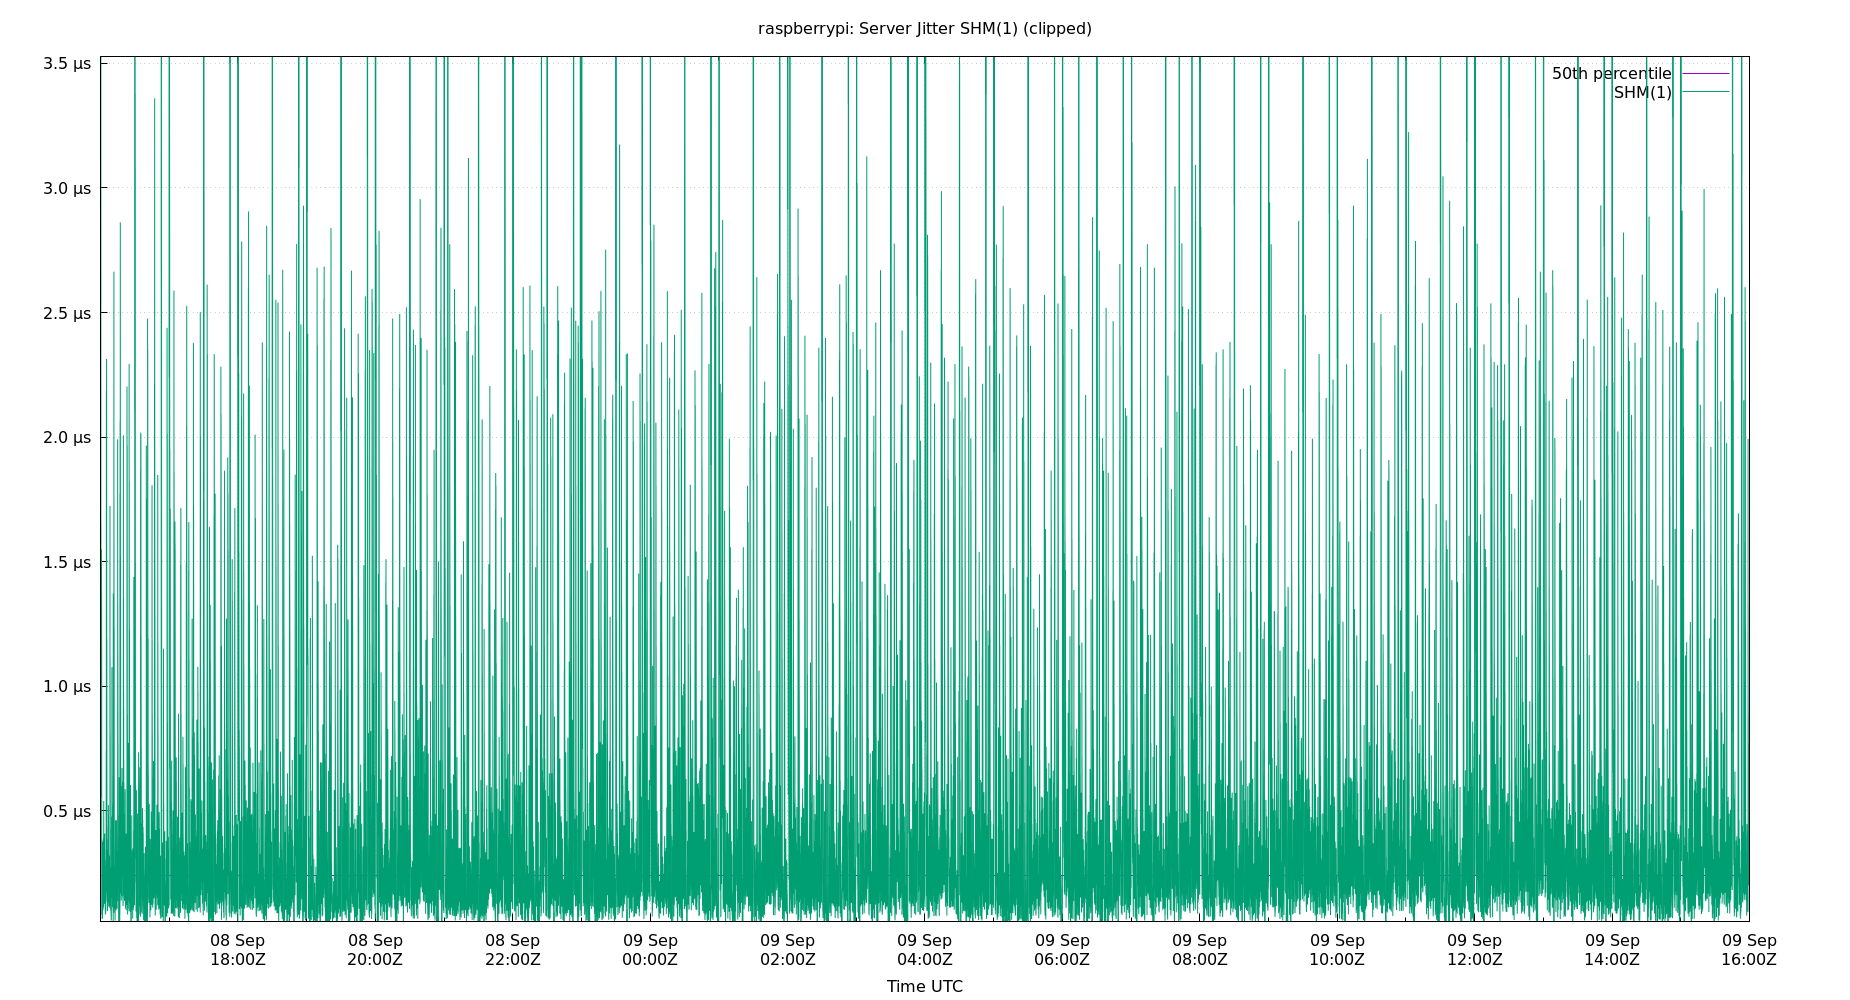 raspberrypi: Server Jitter SHM(1) (clipped)
3.5 µs
3.0 µs
2.5 µs
2.0 µs
1.5 µs
1.0 µs
0.5 µs
50th percentile
SHM(1)
08 Sep
18:00Z
08 Sep
20:00Z
08 Sep
22:00Z
09 Sep
00:00Z
09 Sep
02:00Z
09 Sep
04:00Z
09 Sep
06:00Z
09 Sep
08:00Z
09 Sep
10:00Z
09 Sep
12:00Z
09 Sep
14:00Z
09 Sep
16:00Z
Time UTC